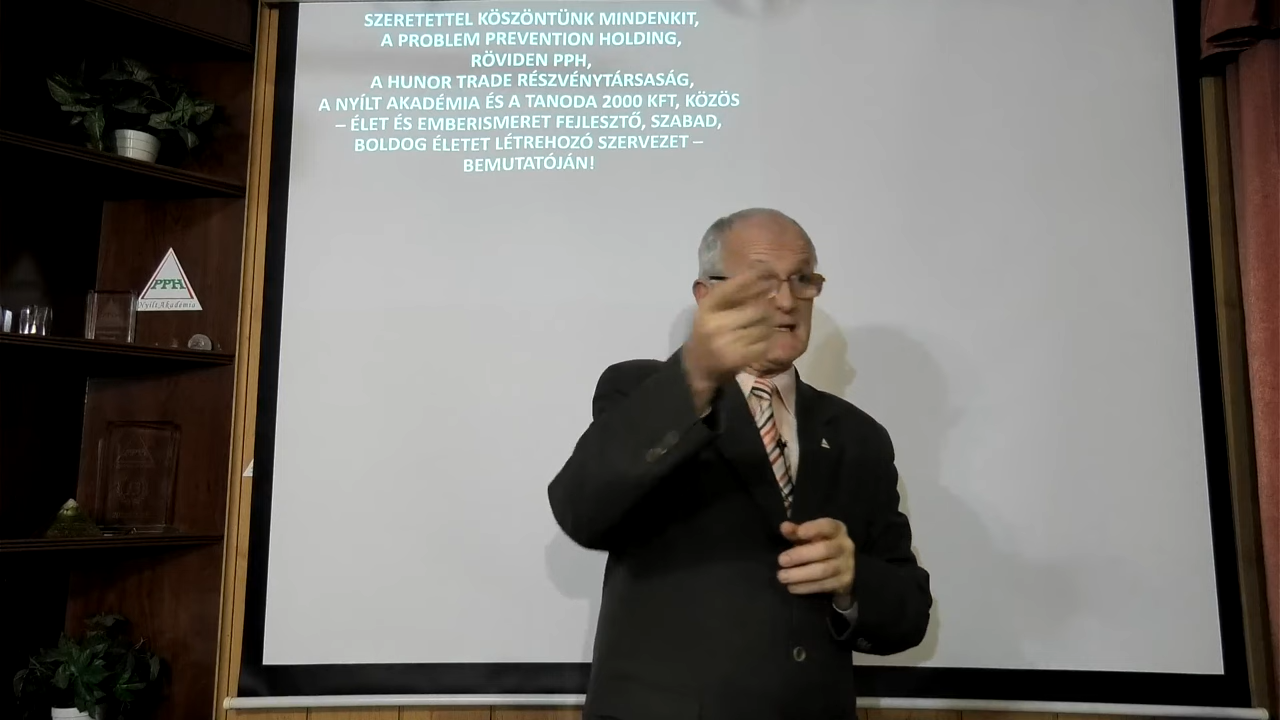 SZERETETTEL KÖSZÖNTÜNK MINDENKIT,
A PROBLEM PREVENTION HOLDING,
RÖVIDEN PPH,
A HUNOR TRADE RÉSZVÉNYTÁRSASÁG,
A NYÍLT AKADÉMIA ÉS A TANODA 2000 KFT, KÖZÖS
– ÉLET ÉS EMBERISMERET FEJLESZTŐ, SZABAD,
BOLDOG ÉLETET LÉTREHOZÓ SZERVEZET –
BEMUTATÓJÁN!
PPH
Nyílt Akadémia